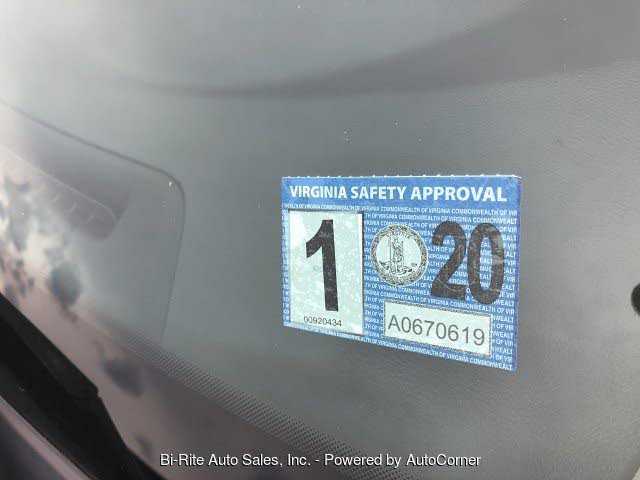 VIRGINIA SAFETY APPROVAL
1 20
00920434
A0670619
Bi-Rite Auto Sales, Inc. - Powered by AutoCorner